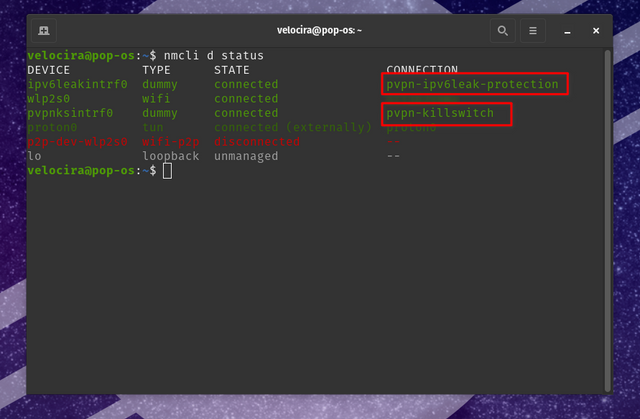 velocira@pop-os: ~
velocira@pop-os:~$ nmcli d status
DEVICE TYPE STATE CONNECTION
ipv6leakintrf0 dummy connected pvpn-ipv6leak-protection
wlp2s0 wifi connected
pvpnksintrf0 dummy connected pvpn-killswitch
proton0 tun connected (externally) proton0
p2p-dev-wlp2s0 wifi-p2p disconnected --
lo loopback unmanaged --
velocira@pop-os:~$